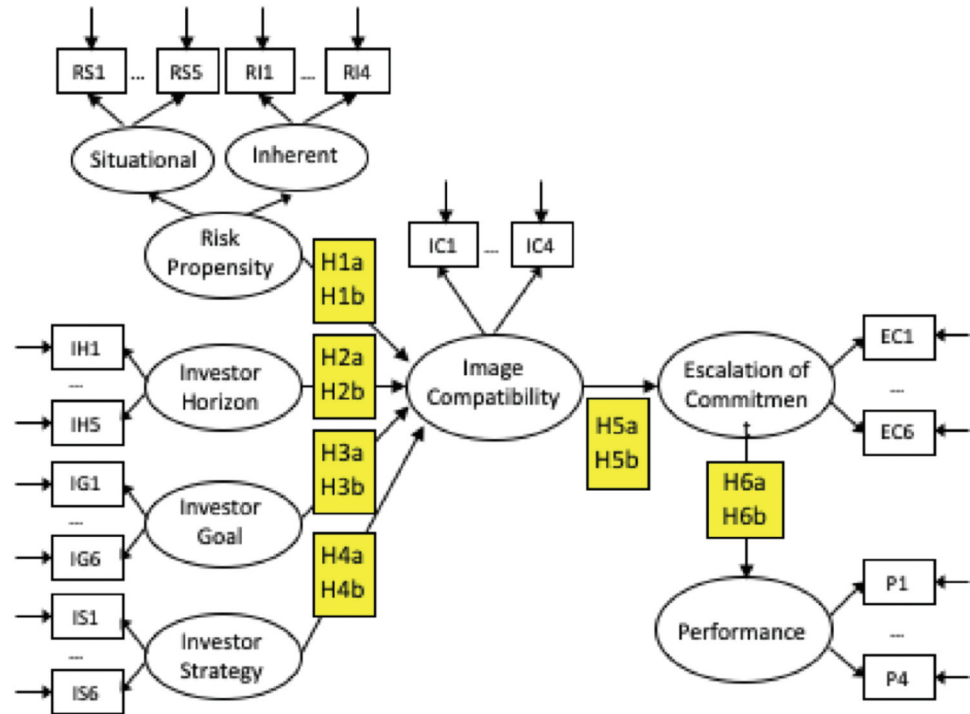 RS1 ... RS5 RI1 ... RI4
Situational
Inherent
Risk
Propensity
H1a
H1b
IC1 ... IC4
IH1
...
IH5
Investor
Horizon
H2a
H2b
Image
Compatibility
Escalation of
Commitmen
t
EC1
...
EC6
H5a
H5b
IG1
...
IG6
Investor
Goal
H3a
H3b
H6a
H6b
IS1
...
IS6
Investor
Strategy
H4a
H4b
Performance
P1
...
P4